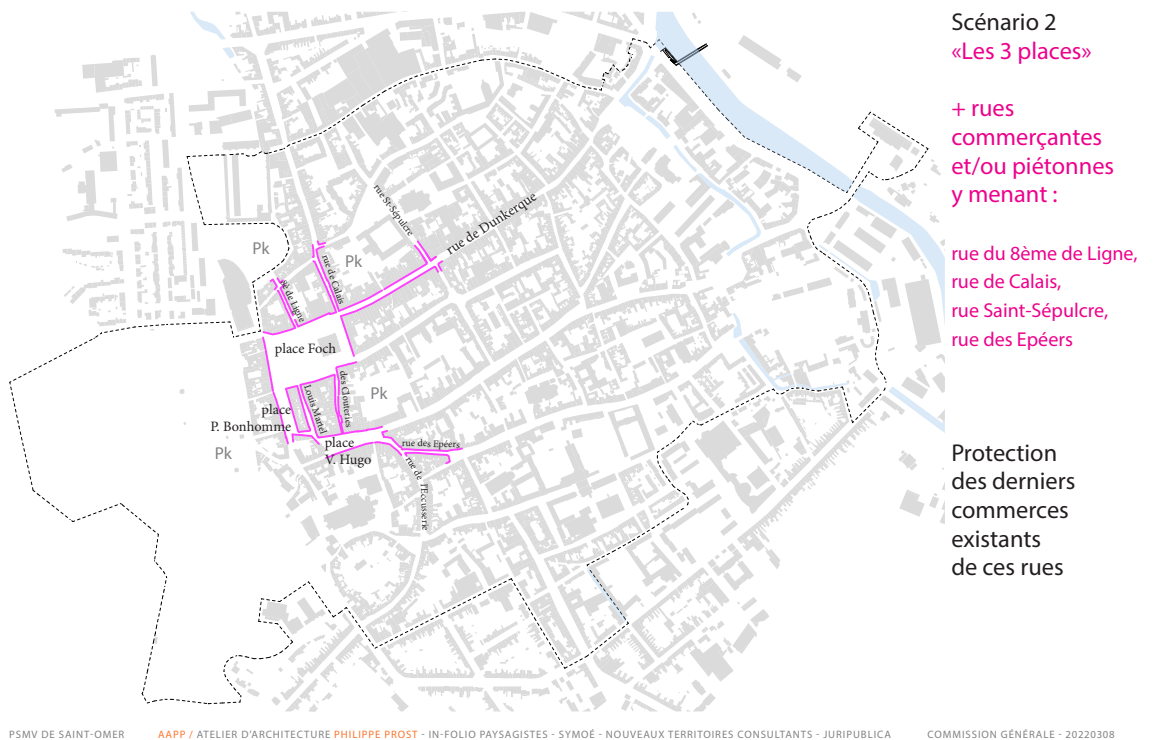 Scénario 2
«Les 3 places»
+ rues
commerçantes
et/ou piétonnes
y menant :
rue du 8ème de Ligne,
rue de Calais,
rue Saint-Sépulcre,
rue des Epéers
Protection
des derniers
commerces
existants
de ces rues
rue St-Sépulcre
rue de Dunkerque
Pk
Pk
rue de Calais
8è de Ligne
place Foch
des Clouteries
Pk
Louis Martel
place
P. Bonhomme
place
V. Hugo
rue des Epéers
Pk
rue de l'Eccusserie
PSMV DE SAINT-OMER AAPP / ATELIER D'ARCHITECTURE PHILIPPE PROST - IN-FOLIO PAYSAGISTES - SYMOÉ - NOUVEAUX TERRITOIRES CONSULTANTS - JURIPUBLICA COMMISSION GÉNÉRALE - 20220308